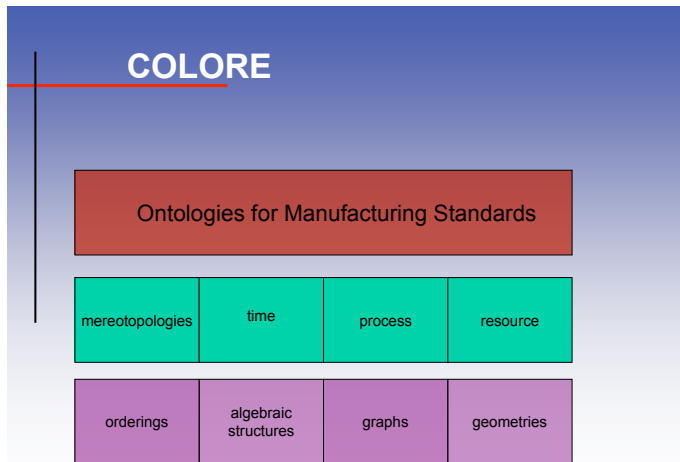 COLORE
Ontologies for Manufacturing Standards
mereotopologies time process resource
orderings algebraic structures graphs geometries